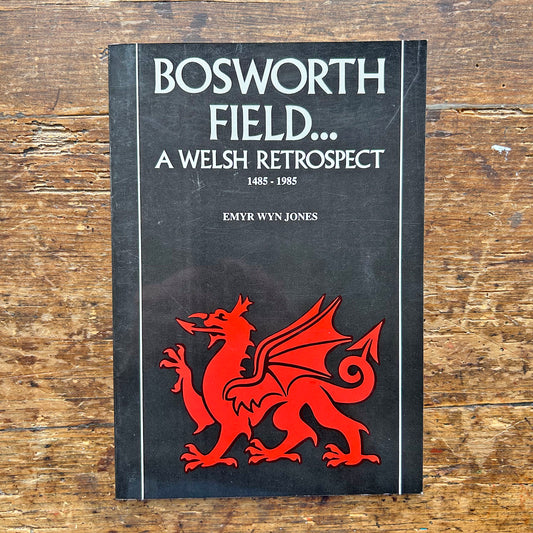 BOSWORTH
FIELD...
A WELSH RETROSPECT
1485 - 1985
EMYR WYN JONES